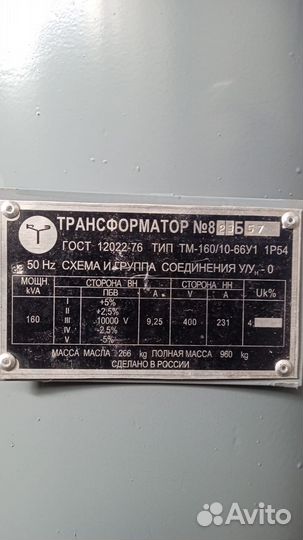 ТРАНСФОРМАТОР №8 23Б57
ГОСТ 12022-76 ТИП ТМ-160/10-66У1 1Р54
50 Hz СХЕМА И ГРУППА СОЕДИНЕНИЯ У/Ун - 0
МОЩН. СТОРОНА ВН СТОРОНА НН Uk%
kVA ПБВ A V A
I +5%
II +2,5%
160 III 10000 V 9,25 400 231 4,
IV -2,5%
V -5%
МАССА МАСЛА 266 kg ПОЛНАЯ МАССА 960 kg
СДЕЛАНО В РОССИИ
Avito